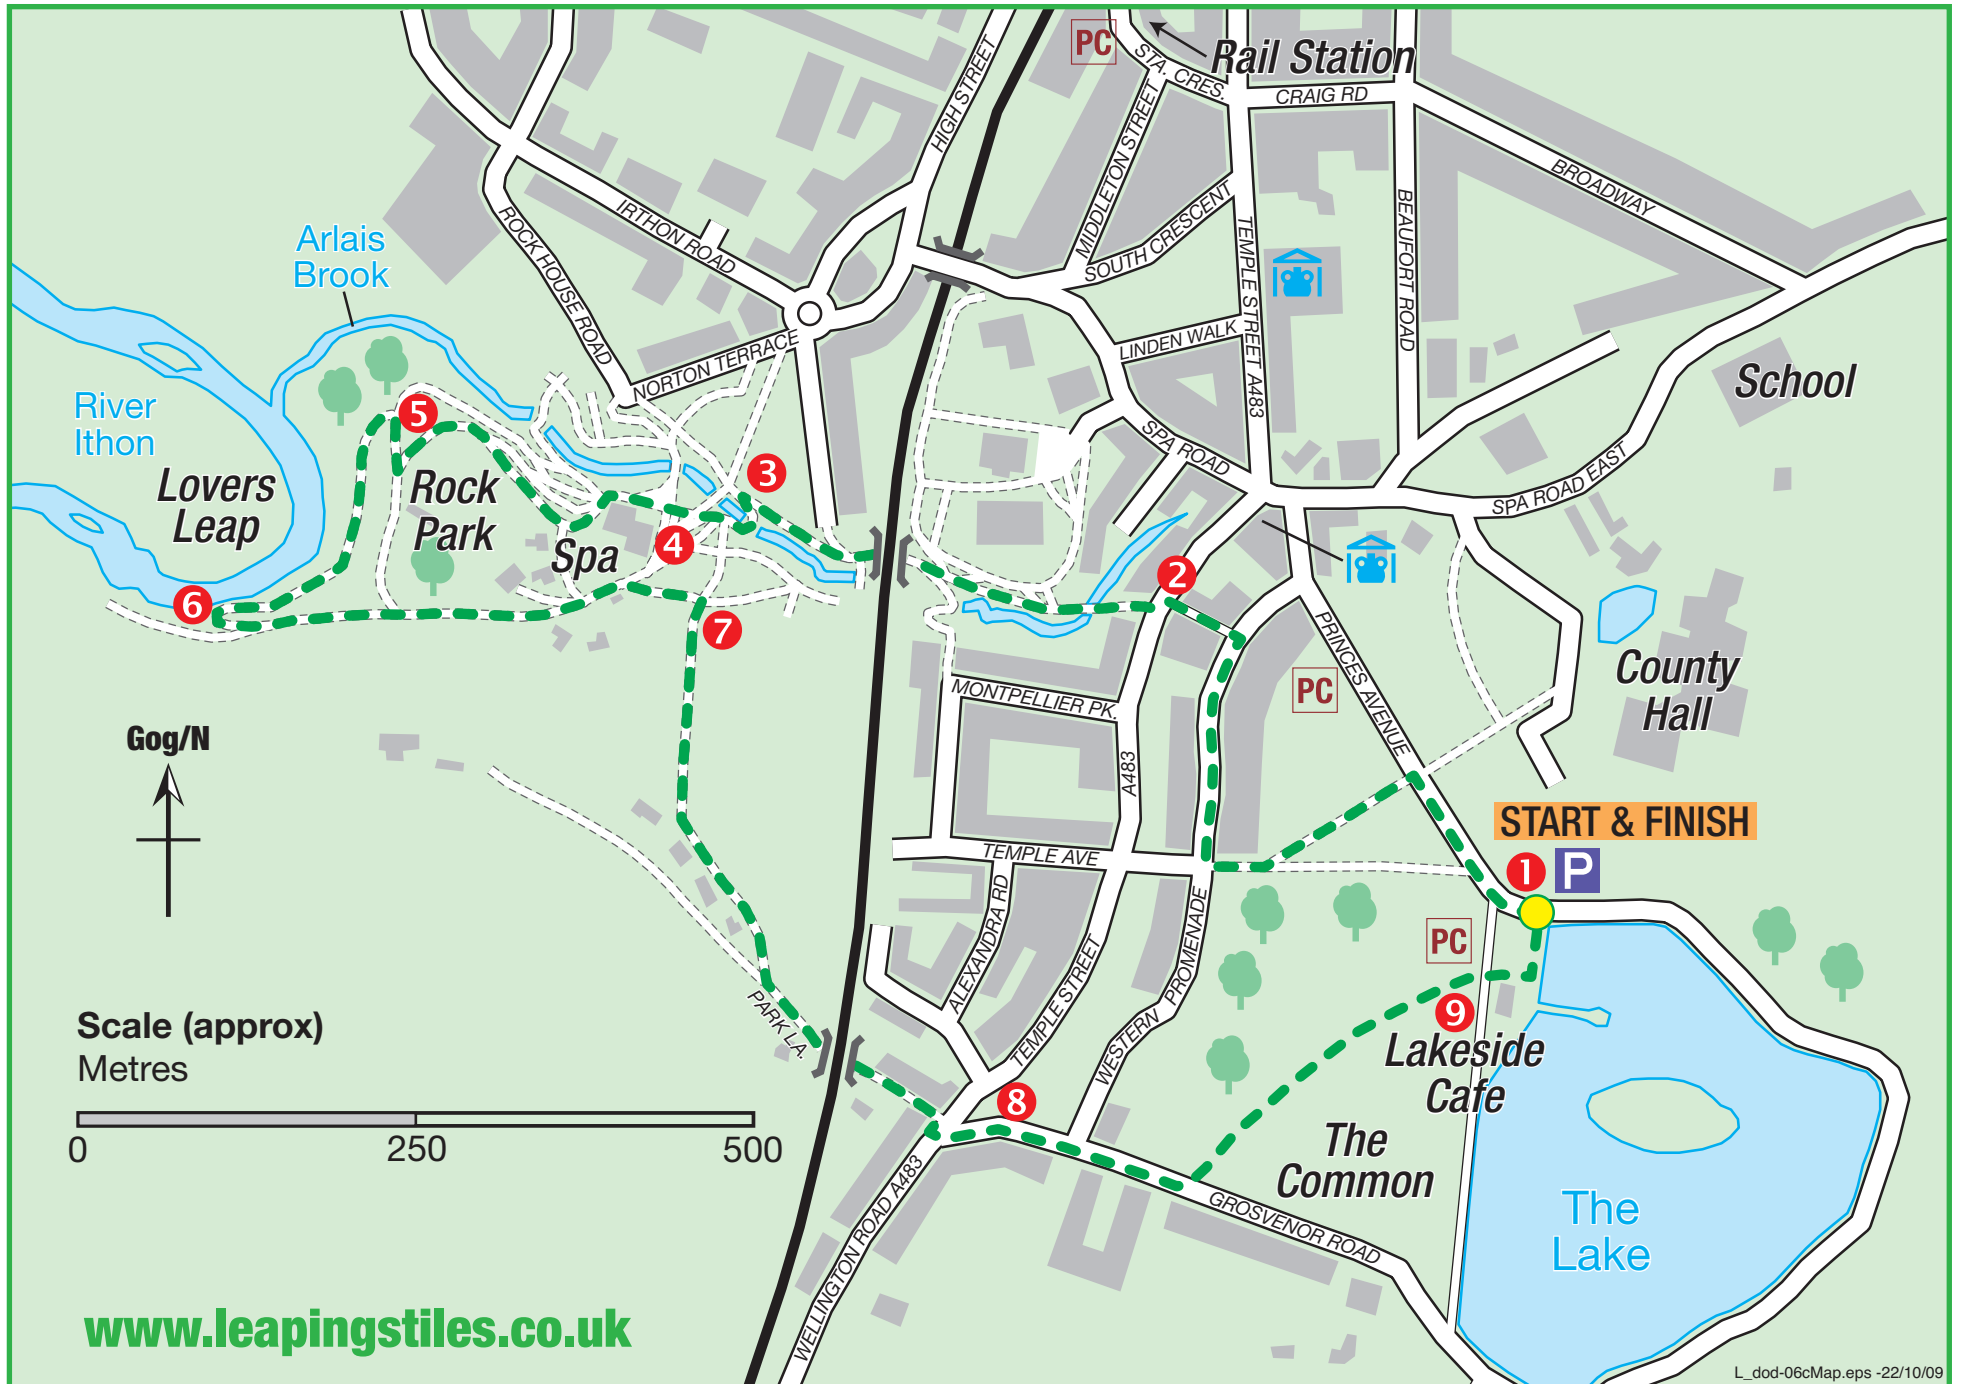 PC
Rail Station
STA. CRES.
CRAIG RD
HIGH STREET
MIDDLETON STREET
BROADWAY
IRTHON ROAD
ROCK HOUSE ROAD
SOUTH CRESCENT
TEMPLE STREET A483
BEAUFORT ROAD
Arlais
Brook
NORTON TERRACE
LINDEN WALK
School
River
Ithon
5
SPA ROAD
SPA ROAD EAST
3
Lovers
Leap
Rock
Park
4
Spa
2
6
7
PRINCES AVENUE
County
Hall
PC
MONTPELLIER PK.
Gog/N
A483
START & FINISH
TEMPLE AVE
1
P
ALEXANDRA RD
WESTERN PROMENADE
PC
TEMPLE STREET
PARK LA.
9
Lakeside
Cafe
Scale (approx)
Metres
0
250
500
8
The
Common
GROSVENOR ROAD
The
Lake
WELLINGTON ROAD A483
www.leapingstiles.co.uk
L_dod-06cMap.eps -22/10/09